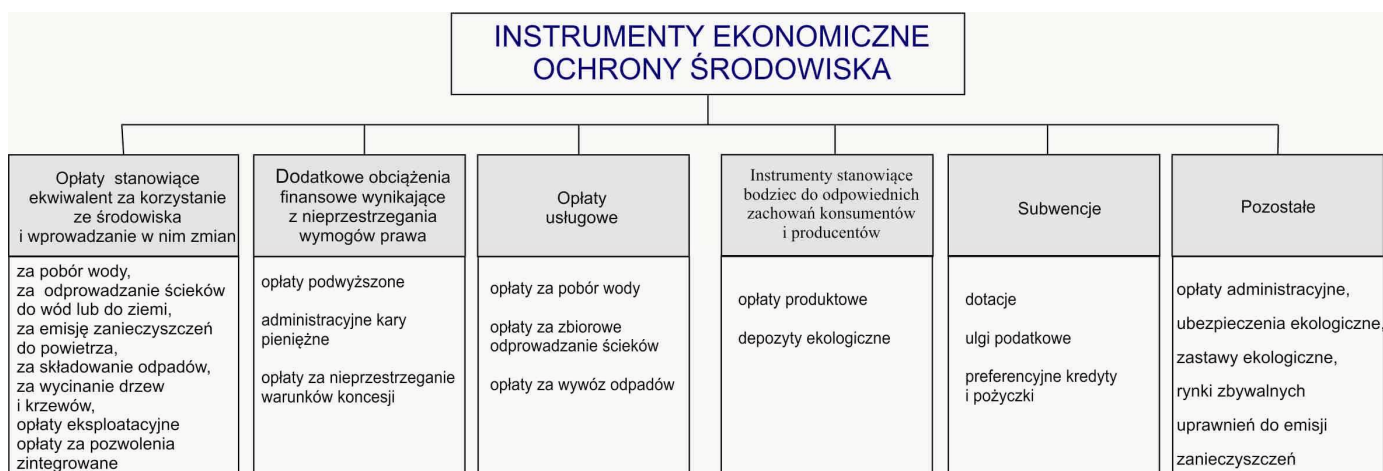 INSTRUMENTY EKONOMICZNE
OCHRONY ŚRODOWISKA
Opłaty stanowiące
ekwiwalent za korzystanie
ze środowiska
i wprowadzanie w nim zmian
za pobór wody,
za odprowadzanie ścieków
do wód lub do ziemi,
za emisję zanieczyszczeń
do powietrza,
za składowanie odpadów,
za wycinanie drzew
i krzewów,
opłaty eksploatacyjne
opłaty za pozwolenia
zintegrowane
Dodatkowe obciążenia
finansowe wynikające
z nieprzestrzegania
wymogów prawa
opłaty podwyższone
administracyjne kary
pieniężne
opłaty za nieprzestrzeganie
warunków koncesji
Opłaty
usługowe
opłaty za pobór wody
opłaty za zbiorowe
odprowadzanie ścieków
opłaty za wywóz odpadów
Instrumenty stanowiące
bodziec do odpowiednich
zachowań konsumentów
i producentów
opłaty produktowe
depozyty ekologiczne
Subwencje
dotacje
ulgi podatkowe
preferencyjne kredyty
i pożyczki
Pozostałe
opłaty administracyjne,
ubezpieczenia ekologiczne,
zastawy ekologiczne,
rynki zbywalnych
uprawnień do emisji
zanieczyszczeń